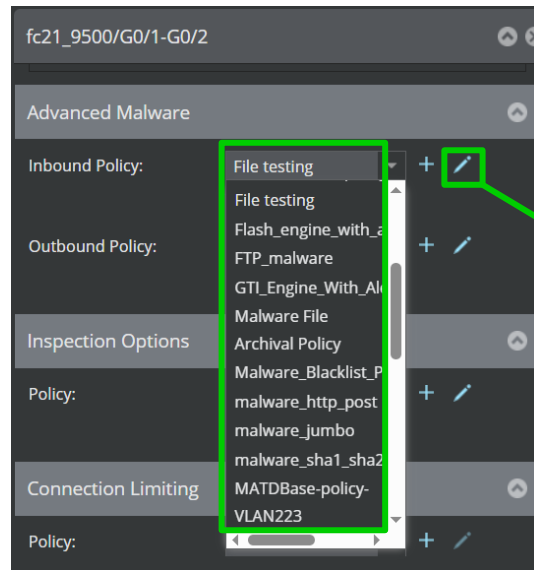 fc21_9500/G0/1-G0/2
Advanced Malware
Inbound Policy:
File testing
File testing
Flash_engine_with_a
Outbound Policy:
FTP_malware
GTI_Engine_With_Ale
Malware File
Inspection Options
Archival Policy
Malware_Blacklist_P
Policy:
malware_http_post
malware_jumbo
malware_sha1_sha2
Connection Limiting
MATDBase-policy-
VLAN223
Policy: